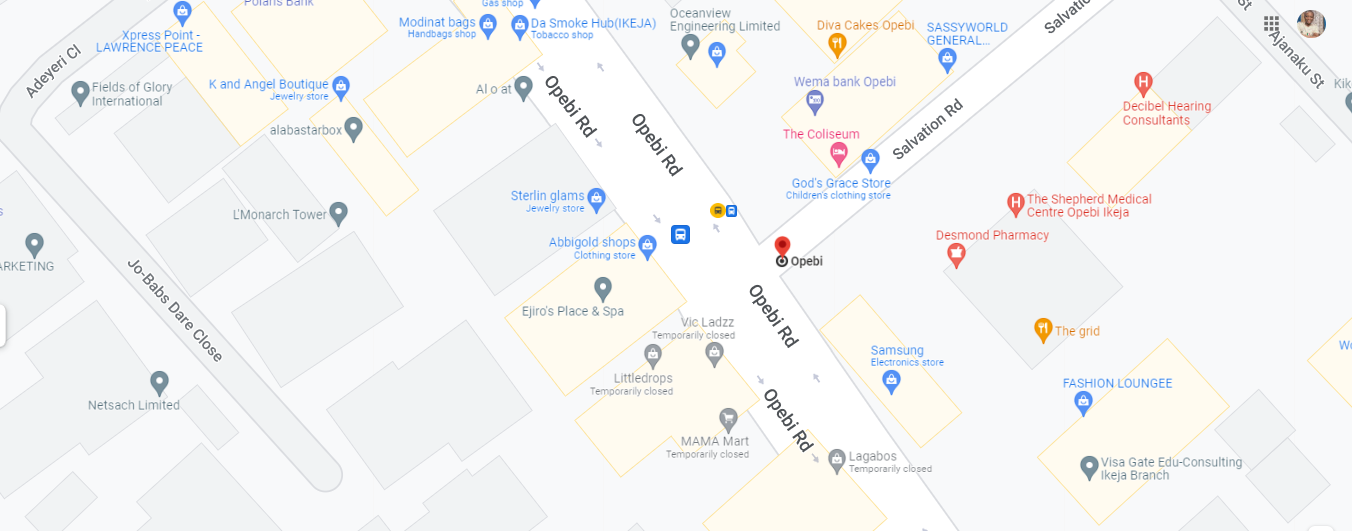 Polaris Bank
Gas shop
Xpress Point -
LAWRENCE PEACE
Modinat bags
Handbags shop
Da Smoke Hub(IKEJA)
Tobacco shop
Oceanview
Engineering Limited
Diva Cakes Opebi
SASSYWORLD
GENERAL...
Salvation
St
Ajanaku St
Adeyeri Cl
Fields of Glory
International
K and Angel Boutique
Jewelry store
Al o at
Opebi Rd
Opebi Rd
Wema bank Opebi
Salvation Rd
Decibel Hearing
Consultants
alabastarbox
The Coliseum
God's Grace Store
Children's clothing store
Sterlin glams
Jewelry store
The Shepherd Medical
Centre Opebi Ikeja
L'Monarch Tower
Abbigold shops
Clothing store
Desmond Pharmacy
Opebi
ARKETING
Jo-Babs Dare Close
Ejiro's Place & Spa
Opebi Rd
Vic Ladzz
Temporarily closed
The grid
Samsung
Electronics store
Littledrops
Temporarily closed
FASHION LOUNGEE
Netsach Limited
Opebi Rd
MAMA Mart
Temporarily closed
Lagabos
Temporarily closed
Visa Gate Edu-Consulting
Ikeja Branch